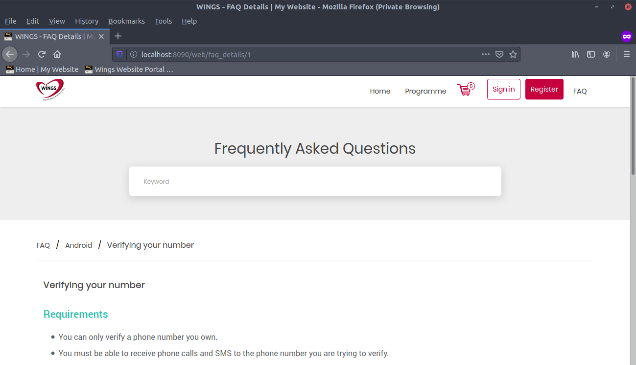 WINGS - FAQ Details | My Website - Mozilla Firefox (Private Browsing)
File Edit View History Bookmarks Tools Help
WINGS - FAQ Details | My
localhost:8090/web/faq_details/1
Home | My Website Wings Website Portal ...
WINGS
Home Programme 0 Sign in Register FAQ
Frequently Asked Questions
Keyword
FAQ / Android / Verifying your number
Verifying your number
Requirements
• You can only verify a phone number you own.
• You must be able to receive phone calls and SMS to the phone number you are trying to verify.